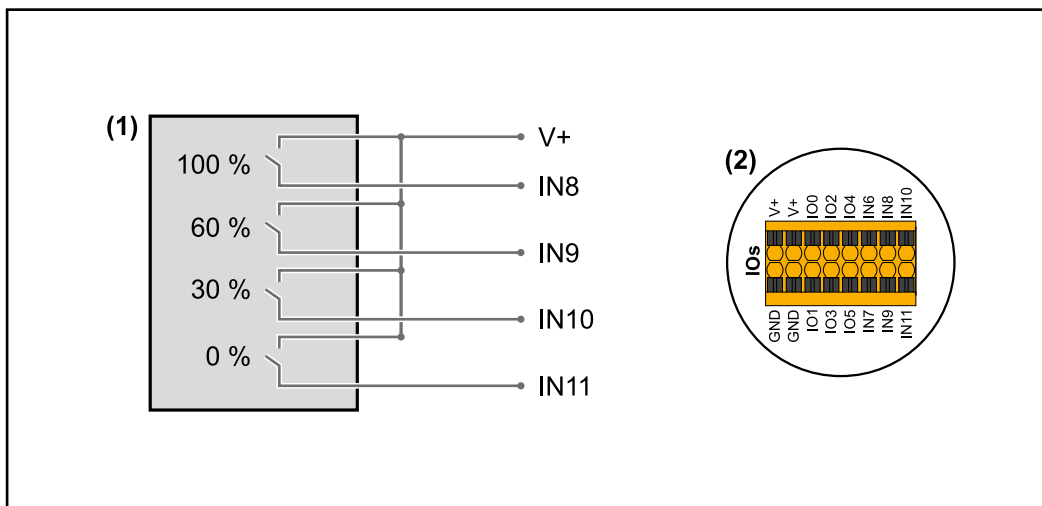 (1)
100 %
60 %
30 %
0 %
V+
IN8
IN9
IN10
IN11
(2)
V+ V+ IO0 IO2 IO4 IN6 IN8 IN10
IOs
GND GND IO1 IO3 IO5 IN7 IN9 IN11